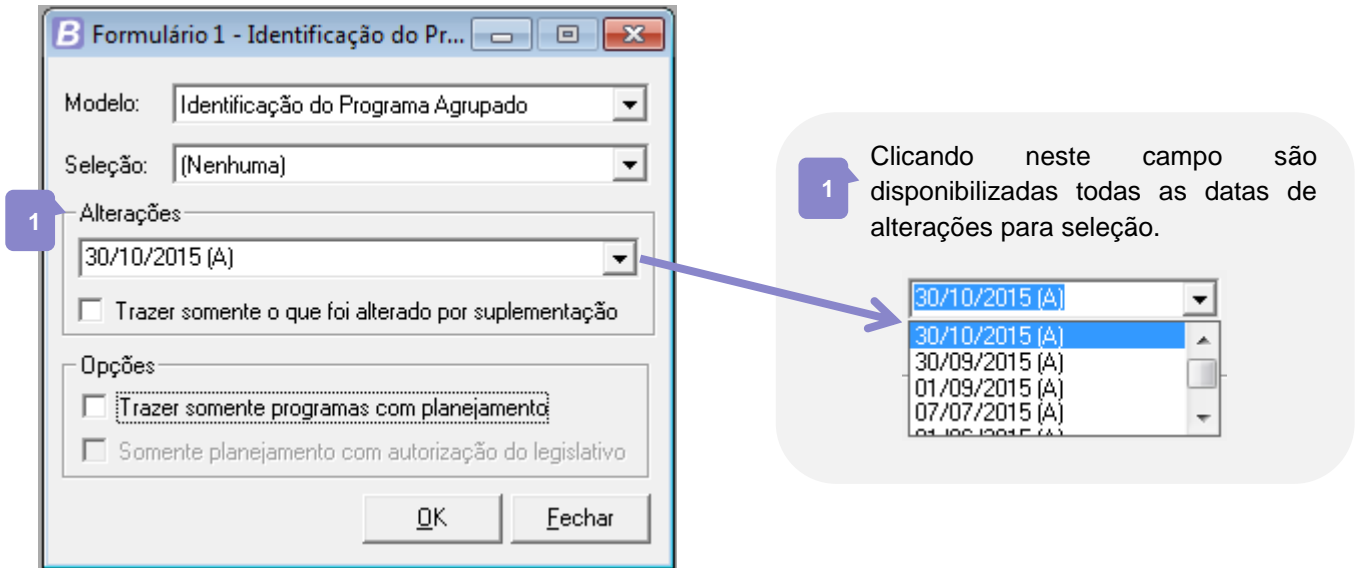 B Formulário 1 - Identificação do Pr...
Modelo: Identificação do Programa Agrupado
Seleção: (Nenhuma)
1
Alterações
30/10/2015 (A)
Trazer somente o que foi alterado por suplementação
Opções
Trazer somente programas com planejamento
Somente planejamento com autorização do legislativo
OK Fechar
1
Clicando neste campo são
disponibilizadas todas as datas de
alterações para seleção.
30/10/2015 (A)
30/10/2015 (A)
30/09/2015 (A)
01/09/2015 (A)
07/07/2015 (A)